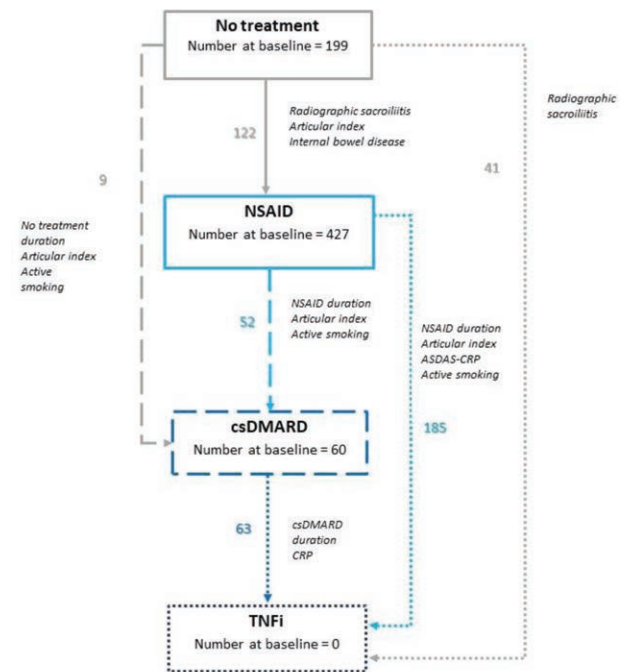 No treatment
Number at baseline = 199
Radiographic
sacroiliitis
Radiographic sacroiliitis
Articular index
Internal bowel disease
122
41
9
No treatment
duration
Articular index
Active
smoking
NSAID
Number at baseline = 427
NSAID duration
Articular index
Active smoking
52
NSAID duration
Articular index
ASDAS-CRP
Active smoking
185
csDMARD
Number at baseline = 60
63
csDMARD
duration
CRP
TNFi
Number at baseline = 0